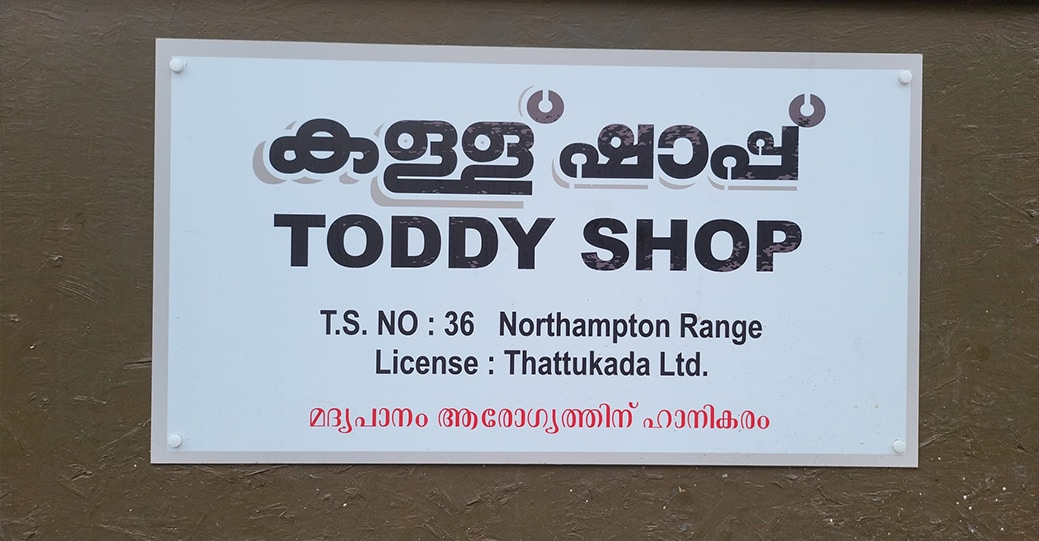 കള്ള് ഷാപ്പ്
TODDY SHOP
T.S. NO : 36 Northampton Range
License : Thattukada Ltd.
മദ്യപാനം ആരോഗ്യത്തിന് ഹാനികരം